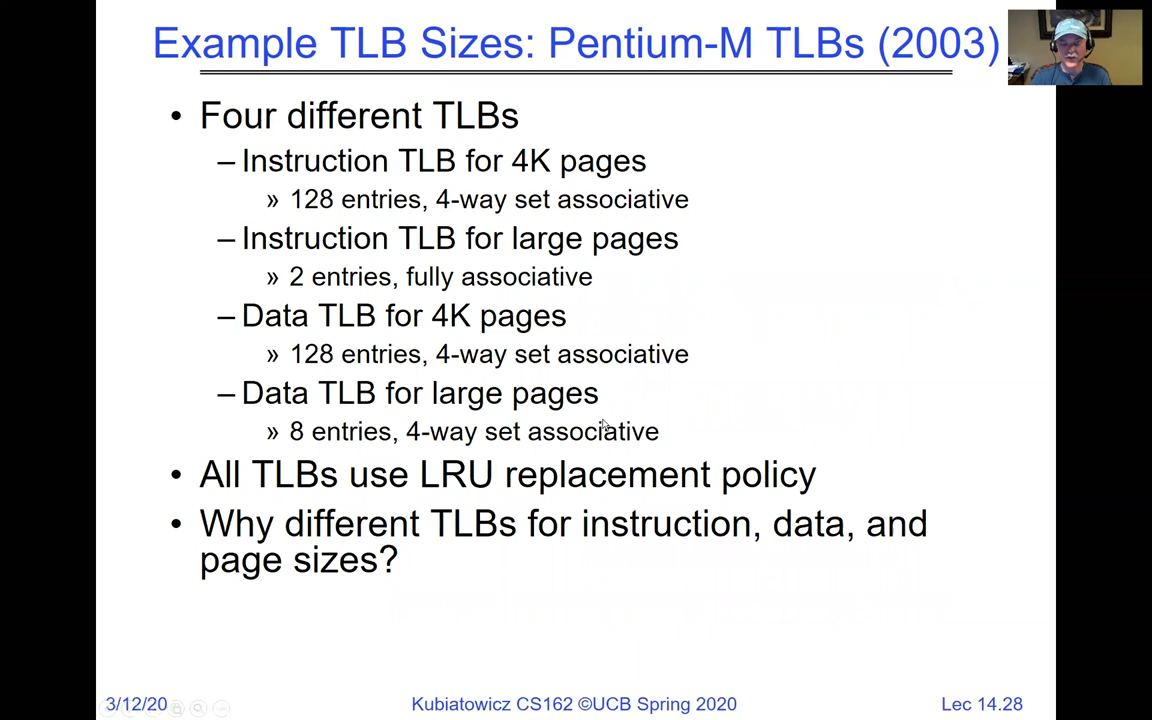 Example TLB Sizes: Pentium-M TLBs (2003)
• Four different TLBs
– Instruction TLB for 4K pages
» 128 entries, 4-way set associative
– Instruction TLB for large pages
» 2 entries, fully associative
– Data TLB for 4K pages
» 128 entries, 4-way set associative
– Data TLB for large pages
» 8 entries, 4-way set associative
• All TLBs use LRU replacement policy
• Why different TLBs for instruction, data, and
page sizes?
3/12/20 Kubiatowicz CS162 ©UCB Spring 2020 Lec 14.28